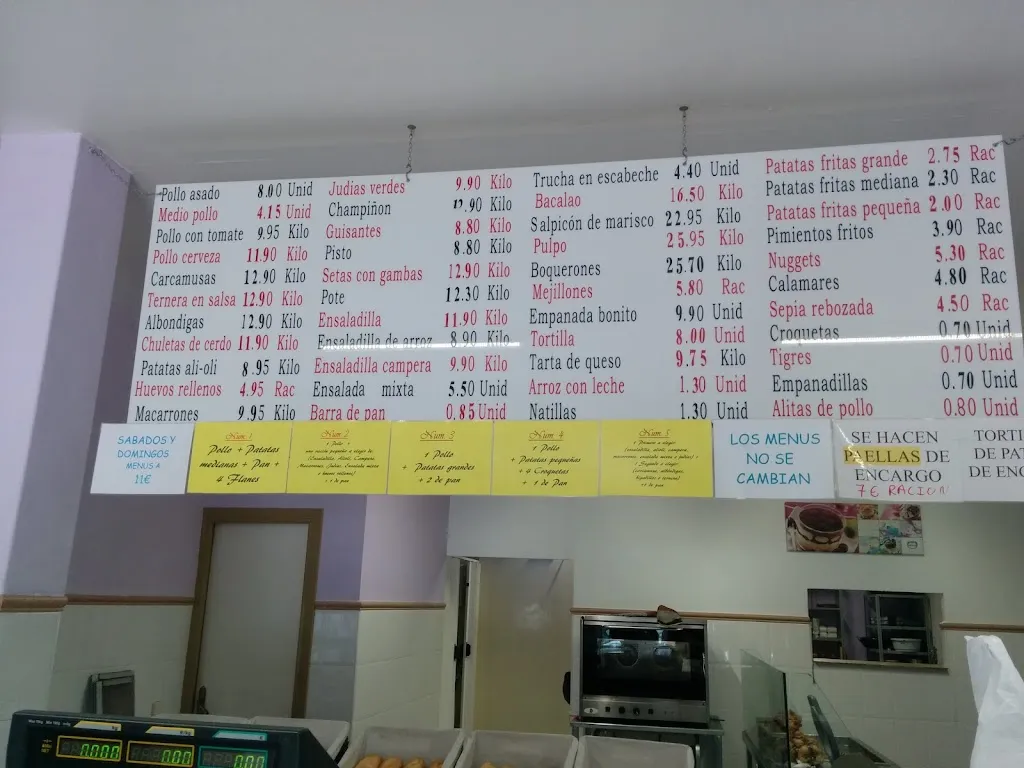 Pollo asado 8.00 Unid
Medio pollo 4.15 Unid
Pollo con tomate 9.95 Kilo
Pollo cerveza 11.90 Kilo
Carcamusas 12.90 Kilo
Ternera en salsa 12.90 Kilo
Albondigas 12.90 Kilo
Chuletas de cerdo 11.90 Kilo
Patatas ali-oli 8.95 Kilo
Huevos rellenos 4.95 Rac
Macarrones 9.95 Kilo
Judias verdes 9.90 Kilo
Champiñon 12.90 Kilo
Guisantes 8.80 Kilo
Pisto 8.80 Kilo
Setas con gambas 12.90 Kilo
Pote 12.30 Kilo
Ensaladilla 11.90 Kilo
Ensaladilla de arroz 8.90 Kilo
Ensaladilla campera 9.90 Kilo
Ensalada mixta 5.50 Unid
Barra de pan 0.85 Unid
Trucha en escabeche 4.40 Unid
Bacalao 16.50 Kilo
Salpicón de marisco 22.95 Kilo
Pulpo 25.95 Kilo
Boquerones 25.70 Kilo
Mejillones 5.80 Rac
Empanada bonito 9.90 Unid
Tortilla 8.00 Unid
Tarta de queso 9.75 Kilo
Arroz con leche 1.30 Unid
Natillas 1.30 Unid
Patatas fritas grande 2.75 Rac
Patatas fritas mediana 2.30 Rac
Patatas fritas pequeña 2.00 Rac
Pimientos fritos 3.90 Rac
Nuggets 5.30 Rac
Calamares 4.80 Rac
Sepia rebozada 4.50 Rac
Croquetas 0.70 Unid
Tigres 0.70 Unid
Empanadillas 0.70 Unid
Alitas de pollo 0.80 Unid
SABADOS Y
DOMINGOS
MENUS A
11€
Num. 1
Pollo + Patatas
medianas + Pan +
4 Flanes
Num. 2
1 Pollo +
+ 1 de pan
Num. 3
1 Pollo
+ Patatas grandes
+ 2 de pan
Num. 4
1 Pollo
+ Patatas pequeñas
+ 4 Croquetas
+ 1 de Pan
Num. 5
LOS MENUS
NO SE
CAMBIAN
SE HACEN
PAELLAS DE
ENCARGO
7€ RACION
TORTI
DE PAT
DE ENC